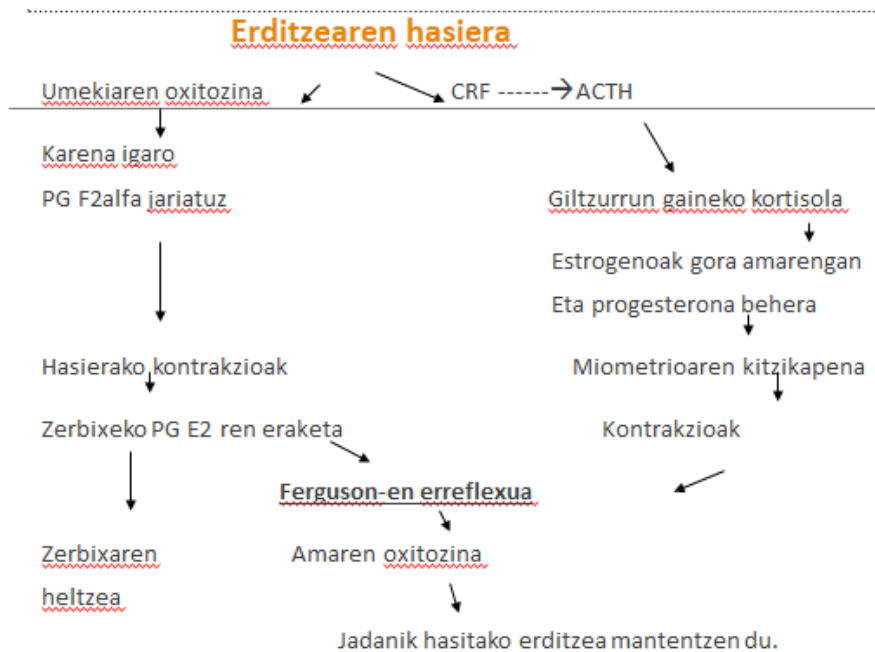 Erditzearen hasiera
Umekiaren oxitozina
CRF ------→ACTH
Karena igaro
PG F2alfa jariatuz
Giltzurrun gaineko kortisola
Estrogenoak gora amarengan
Eta progesterona behera
Hasierako kontrakzioak
Miometrioaren kitzikapena
Zerbixeko PG E2 ren eraketa
Kontrakzioak
Ferguson-en erreflexua
Zerbixaren
heltzea
Amaren oxitozina
Jadanik hasitako erditzea mantentzen du.